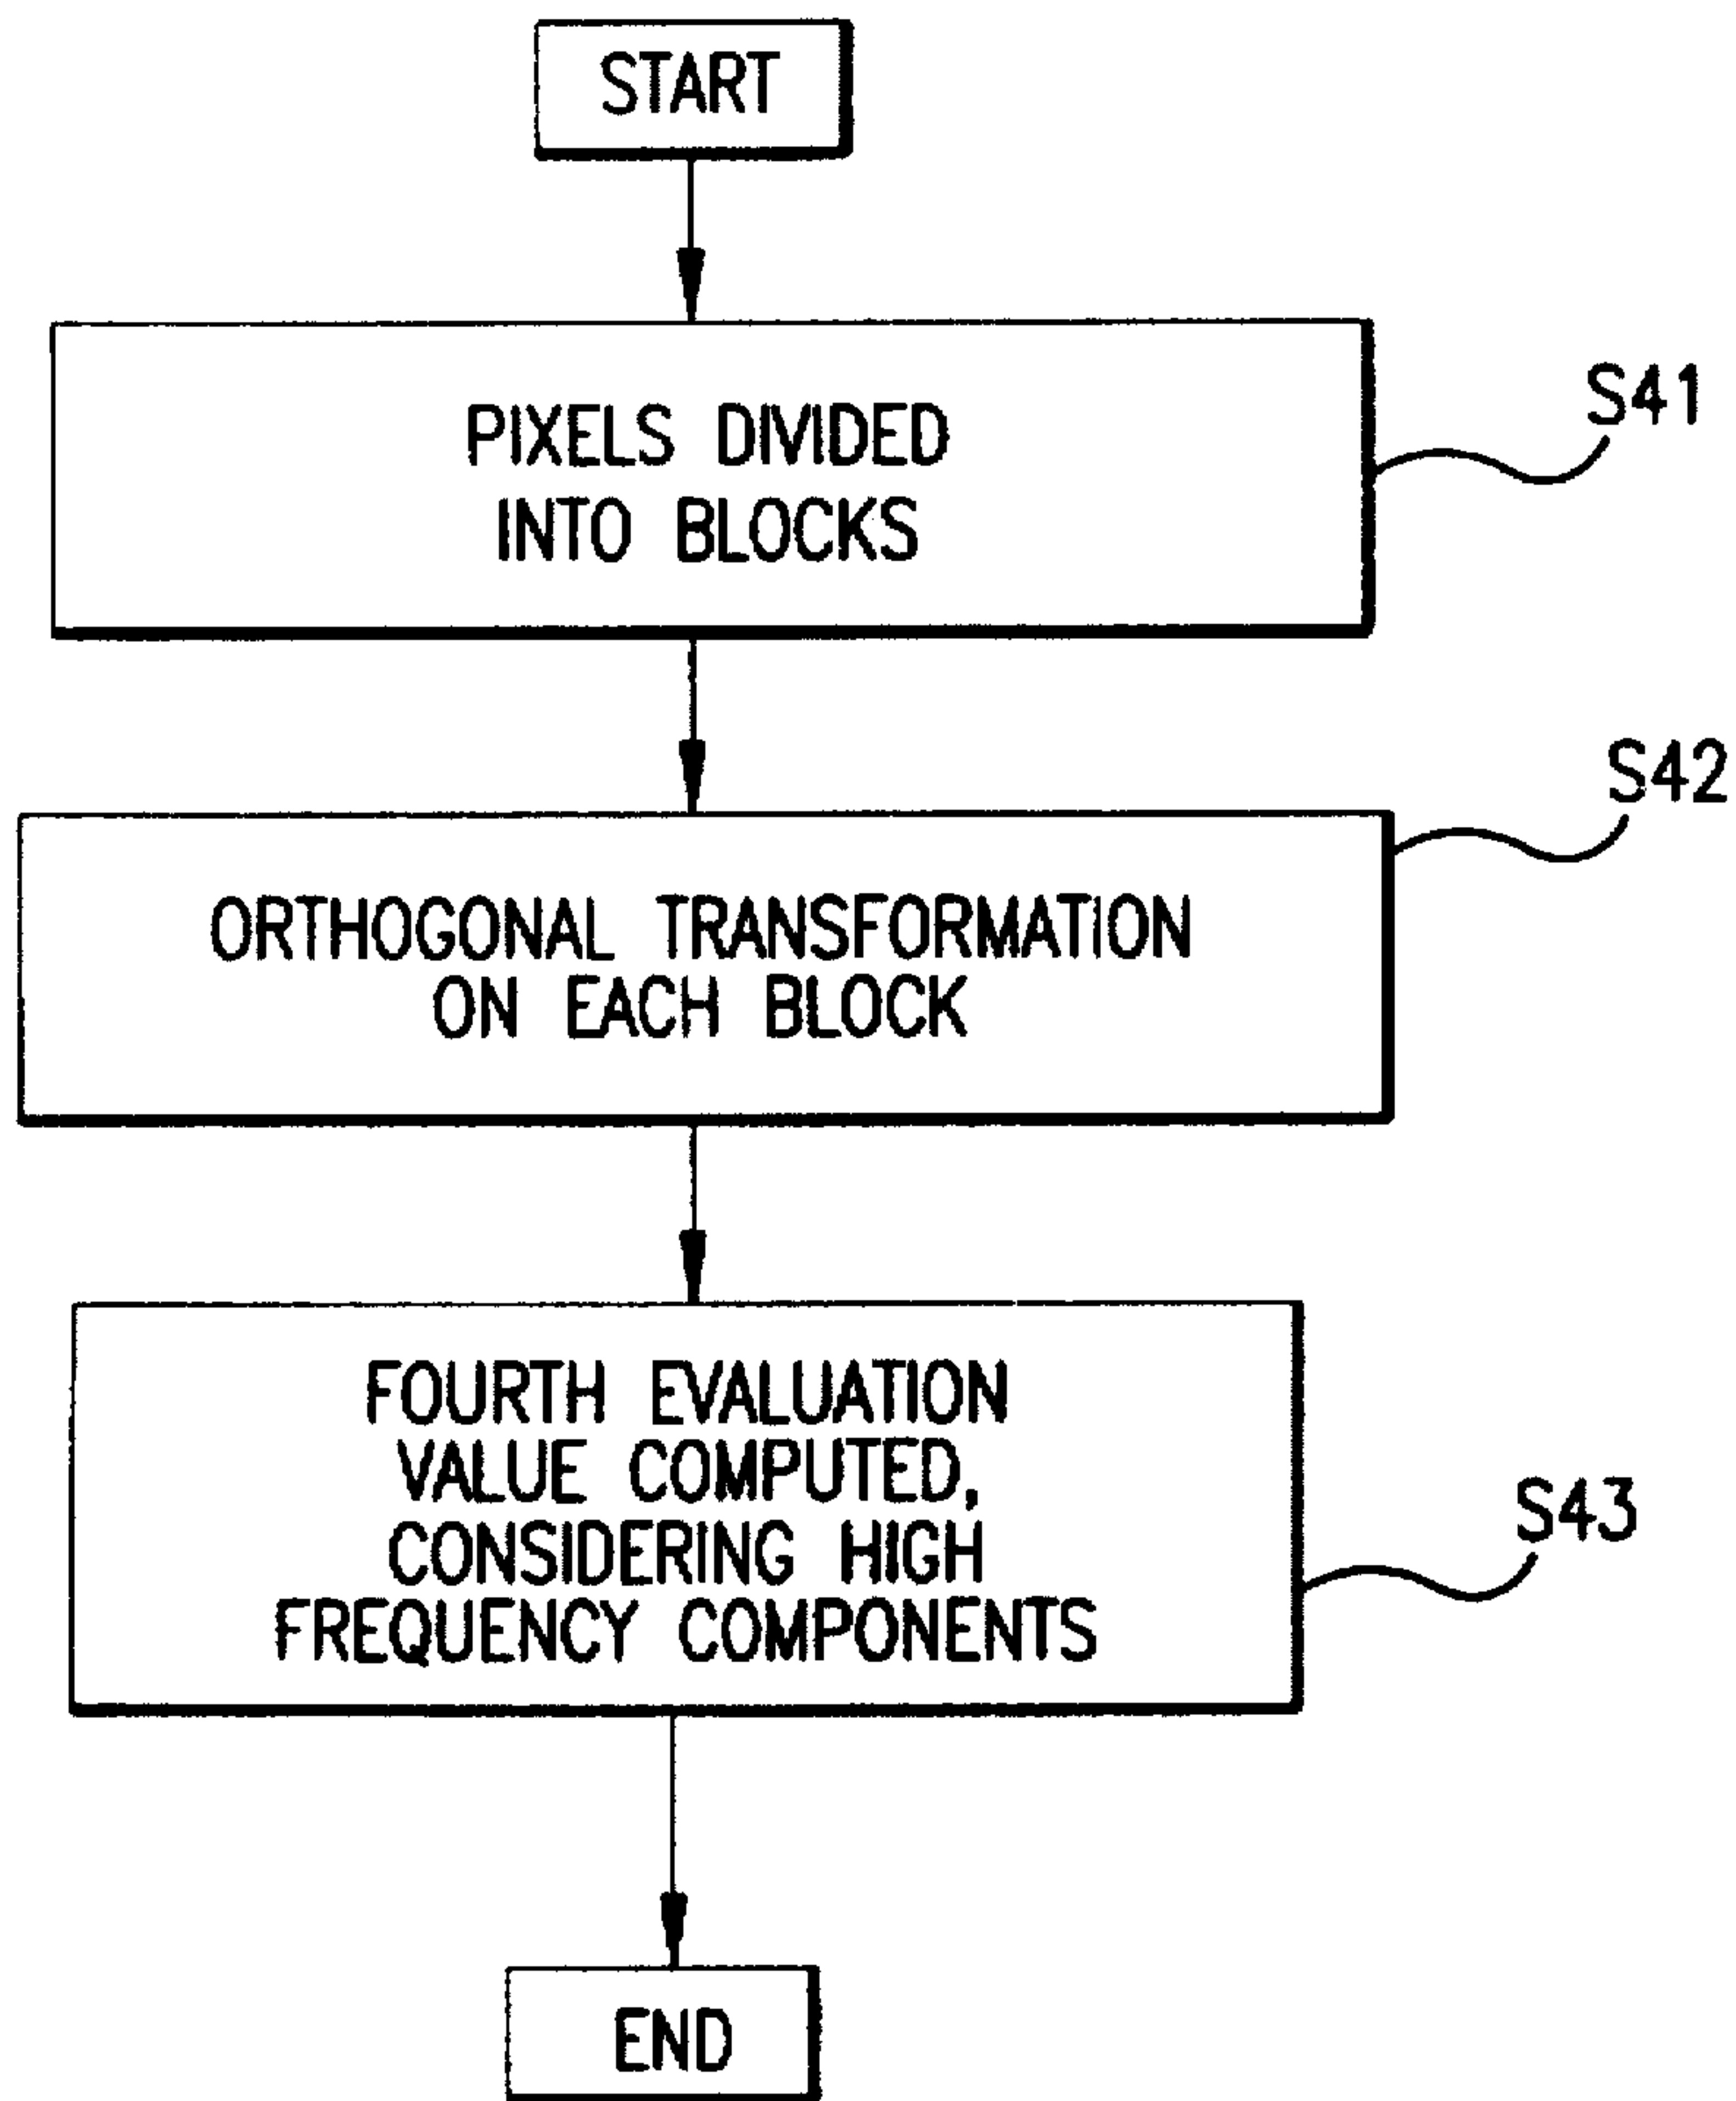 START
PIXELS DIVIDED
INTO BLOCKS
S41
S42
ORTHOGONAL TRANSFORMATION
ON EACH BLOCK
FOURTH EVALUATION
VALUE COMPUTED,
CONSIDERING HIGH
FREQUENCY COMPONENTS
S43
END